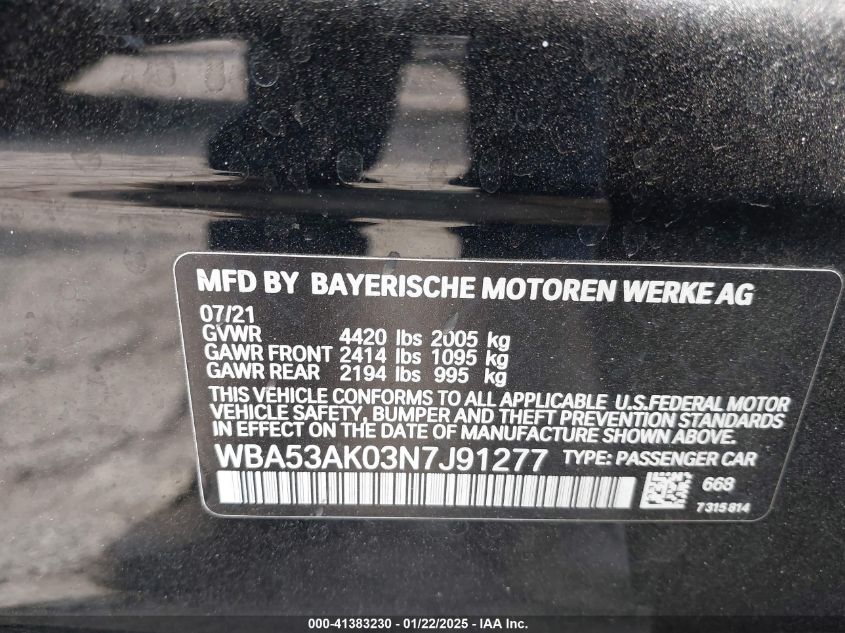 MFD BY BAYERISCHE MOTOREN WERKE AG
07/21
GVWR 4420 lbs 2005 kg
GAWR FRONT 2414 lbs 1095 kg
GAWR REAR 2194 lbs 995 kg
THIS VEHICLE CONFORMS TO ALL APPLICABLE U.S.FEDERAL MOTOR
VEHICLE SAFETY, BUMPER AND THEFT PREVENTION STANDARDS
IN EFFECT ON THE DATE OF MANUFACTURE SHOWN ABOVE.
WBA53AK03N7J91277 TYPE: PASSENGER CAR
668
7315814
000-41383230 - 01/22/2025 - IAA Inc.